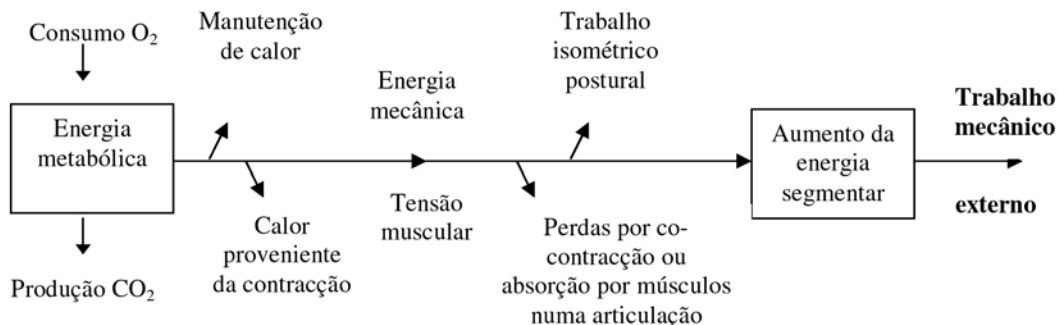 Consumo O₂
Energia
metabólica
Produção CO₂
Manutenção
de calor
Calor
proveniente
da contracção
Energia
mecânica
Tensão
muscular
Trabalho
isométrico
postural
Perdas por co-
contracção ou
absorção por músculos
numa articulação
Aumento da
energia
segmentar
Trabalho
mecânico
externo